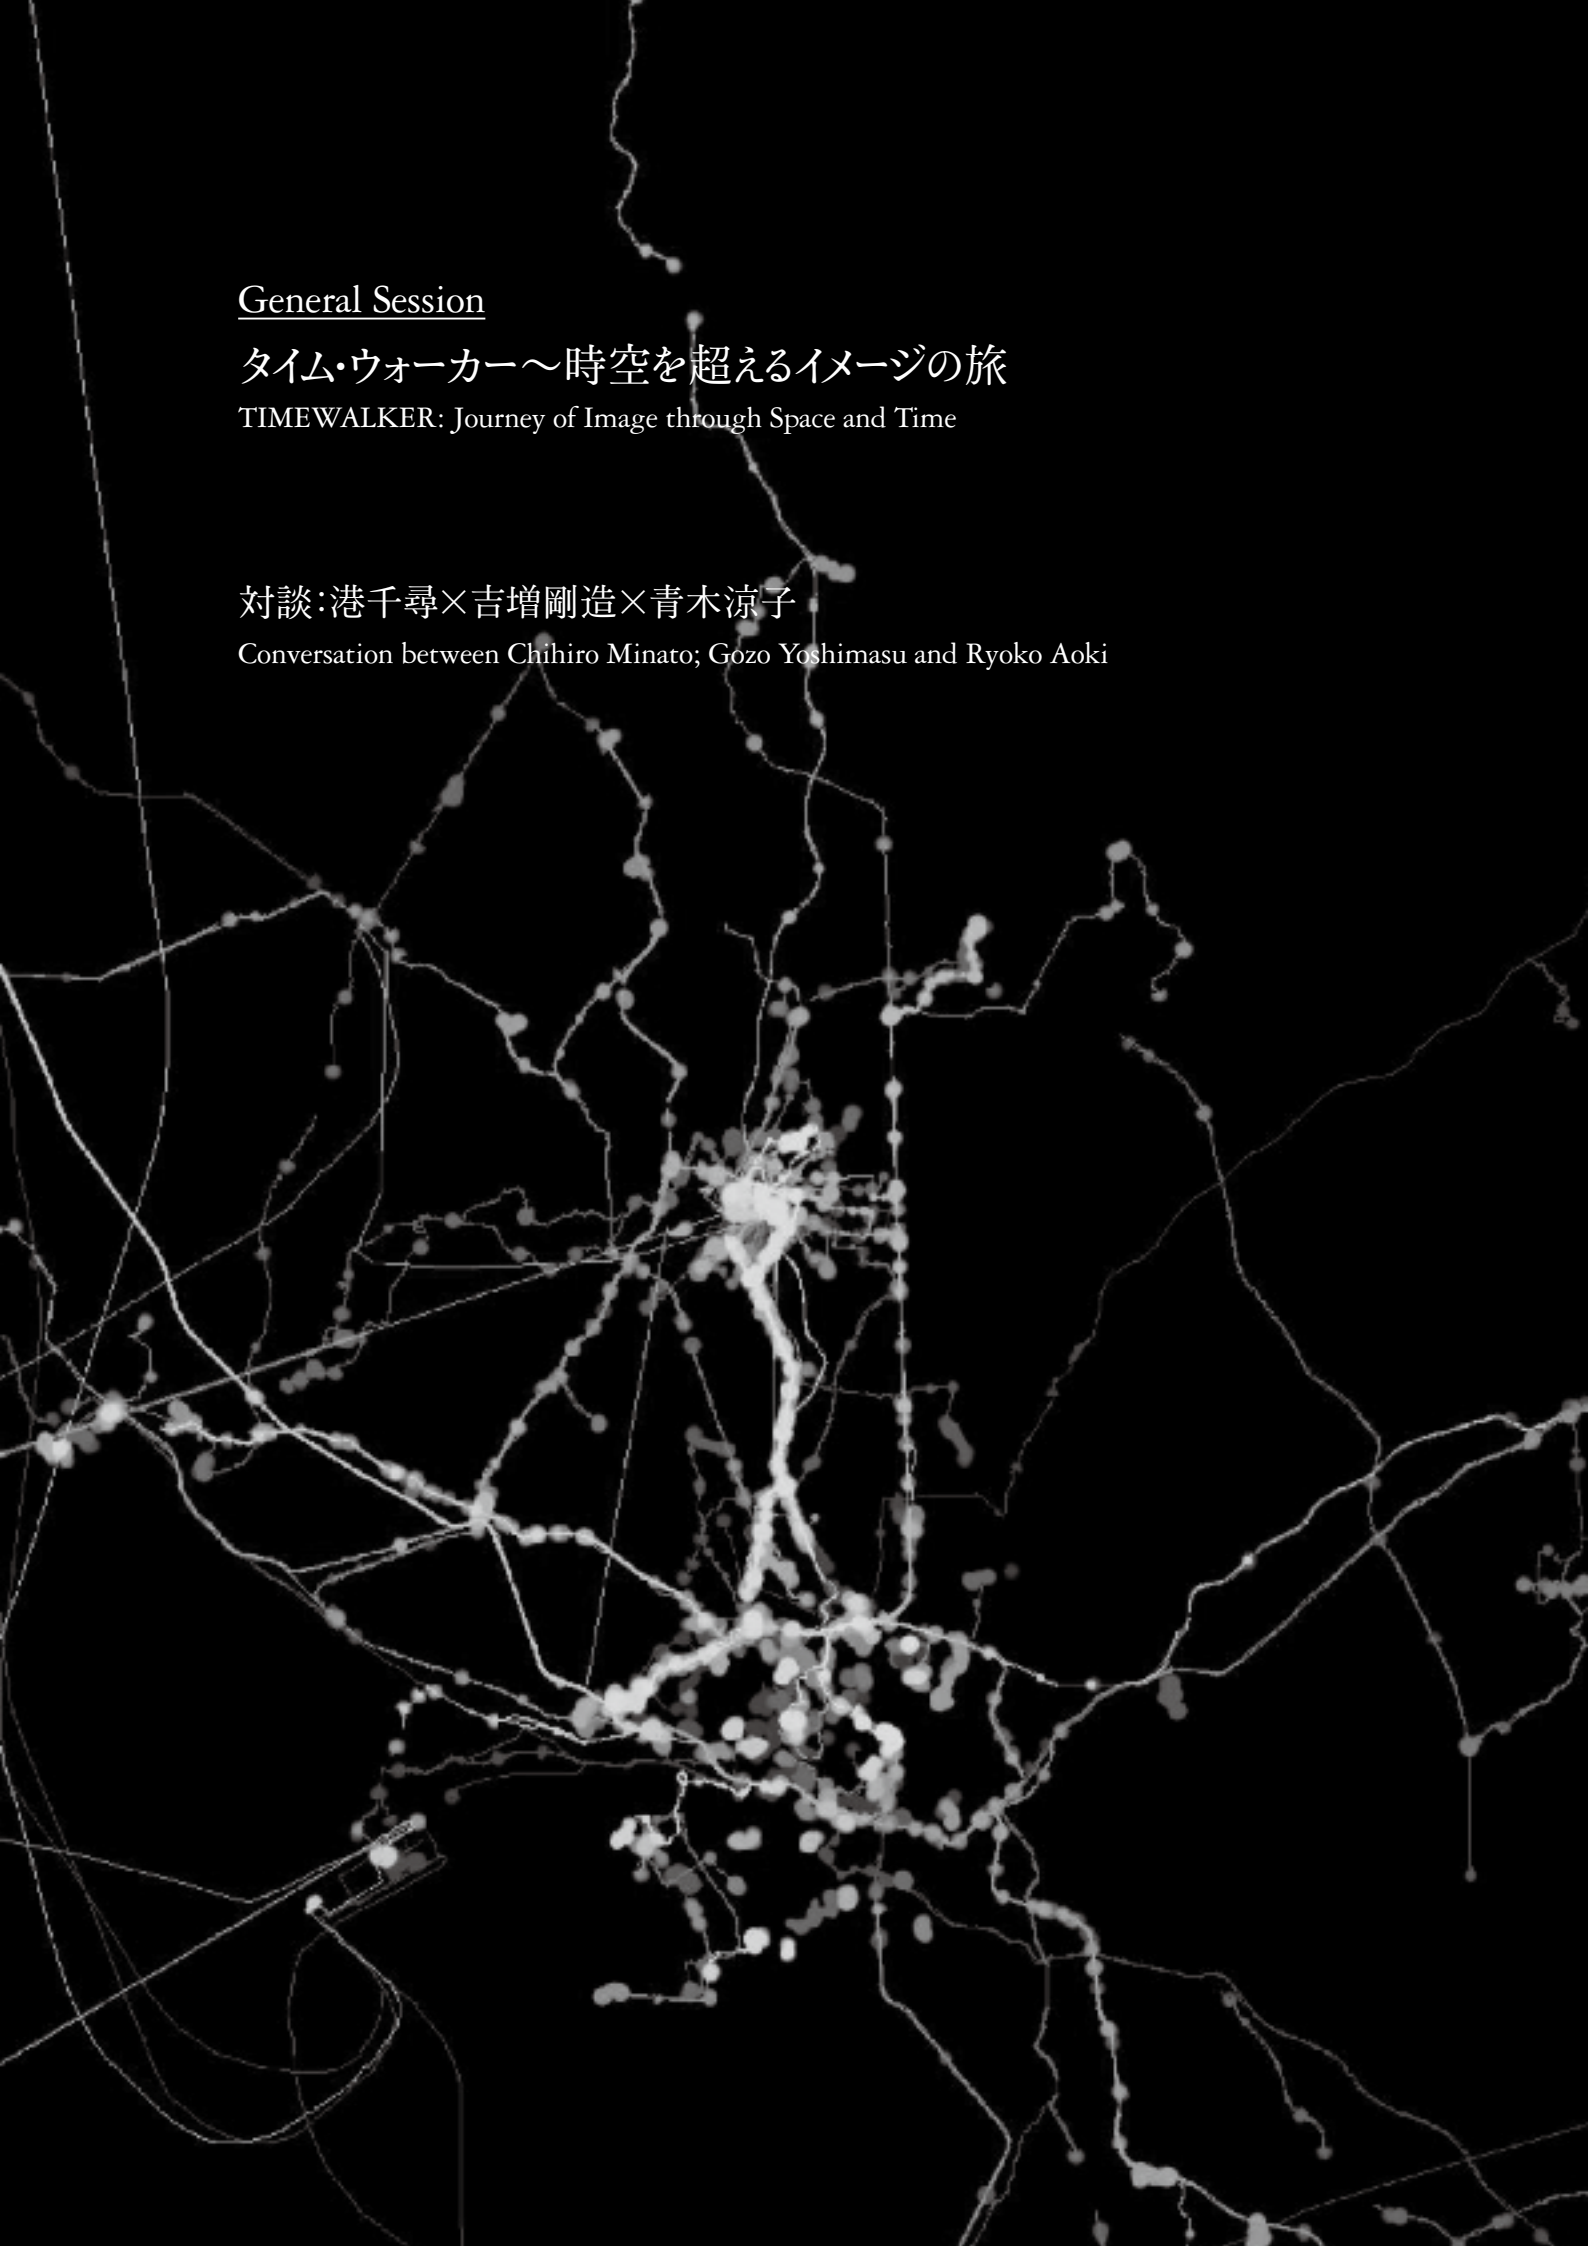 General Session
タイム・ウォーカー〜時空を超えるイメージの旅
TIMEWALKER: Journey of Image through Space and Time
対談：港千尋×吉増剛造×青木涼子
Conversation between Chihiro Minato; Gozo Yoshimasu and Ryoko Aoki